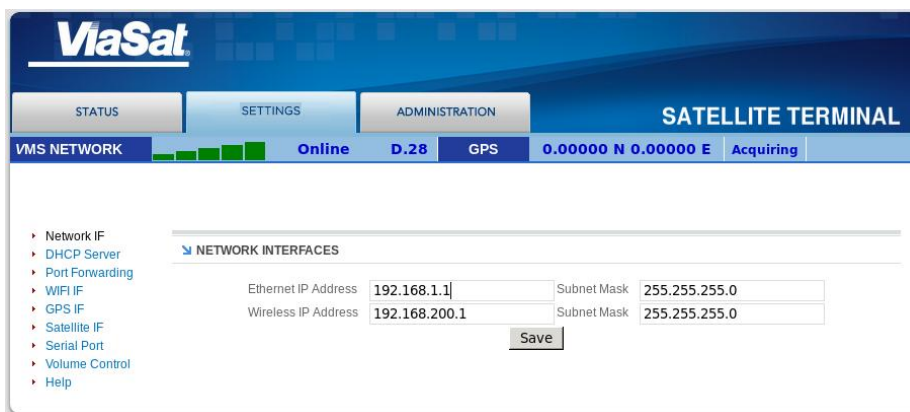 ViaSat
STATUS SETTINGS ADMINISTRATION SATELLITE TERMINAL
VMS NETWORK Online D.28 GPS 0.00000 N 0.00000 E Acquiring
Network IF
DHCP Server
Port Forwarding
WIFI IF
GPS IF
Satellite IF
Serial Port
Volume Control
Help
NETWORK INTERFACES
Ethernet IP Address 192.168.1.1 Subnet Mask 255.255.255.0
Wireless IP Address 192.168.200.1 Subnet Mask 255.255.255.0
Save